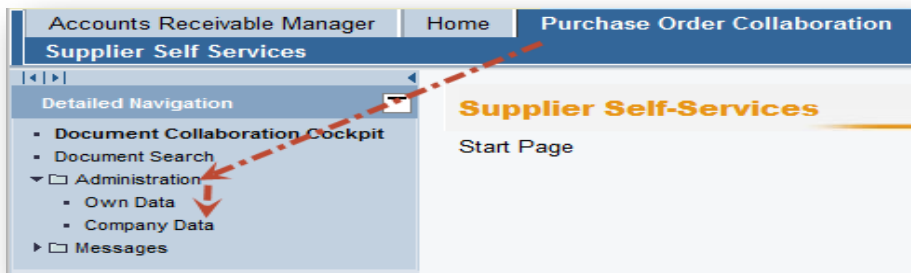 Accounts Receivable Manager Home Purchase Order Collaboration
Supplier Self Services
Detailed Navigation
Supplier Self-Services
Start Page
Document Collaboration Cockpit
Document Search
Administration
Own Data
Company Data
Messages